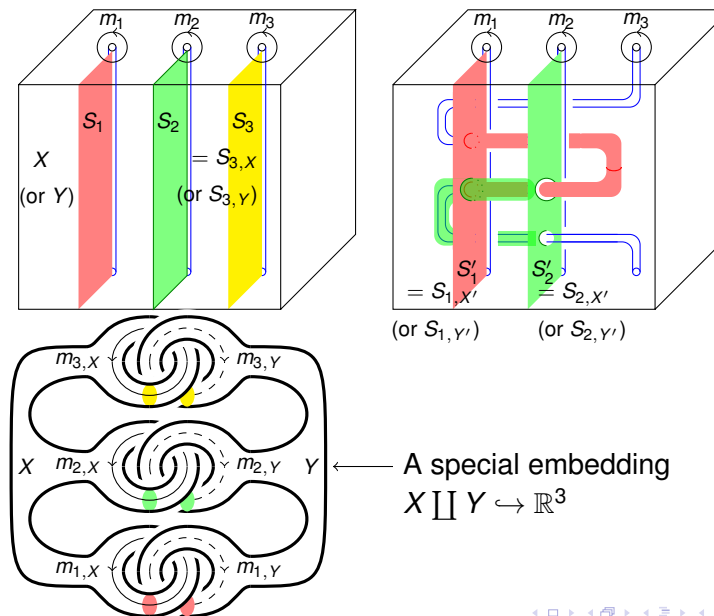 m₁ m₂ m₃
S₁ S₂ S₃
X = S₃,X
(or Y) (or S₃,Y)
m₁ m₂ m₃
S′₁ S′₂
= S₁,X′ = S₂,X′
(or S₁,Y′) (or S₂,Y′)
m₃,X m₃,Y
X m₂,X m₂,Y Y
m₁,X m₁,Y
A special embedding
X ∐ Y ↪ ℝ³